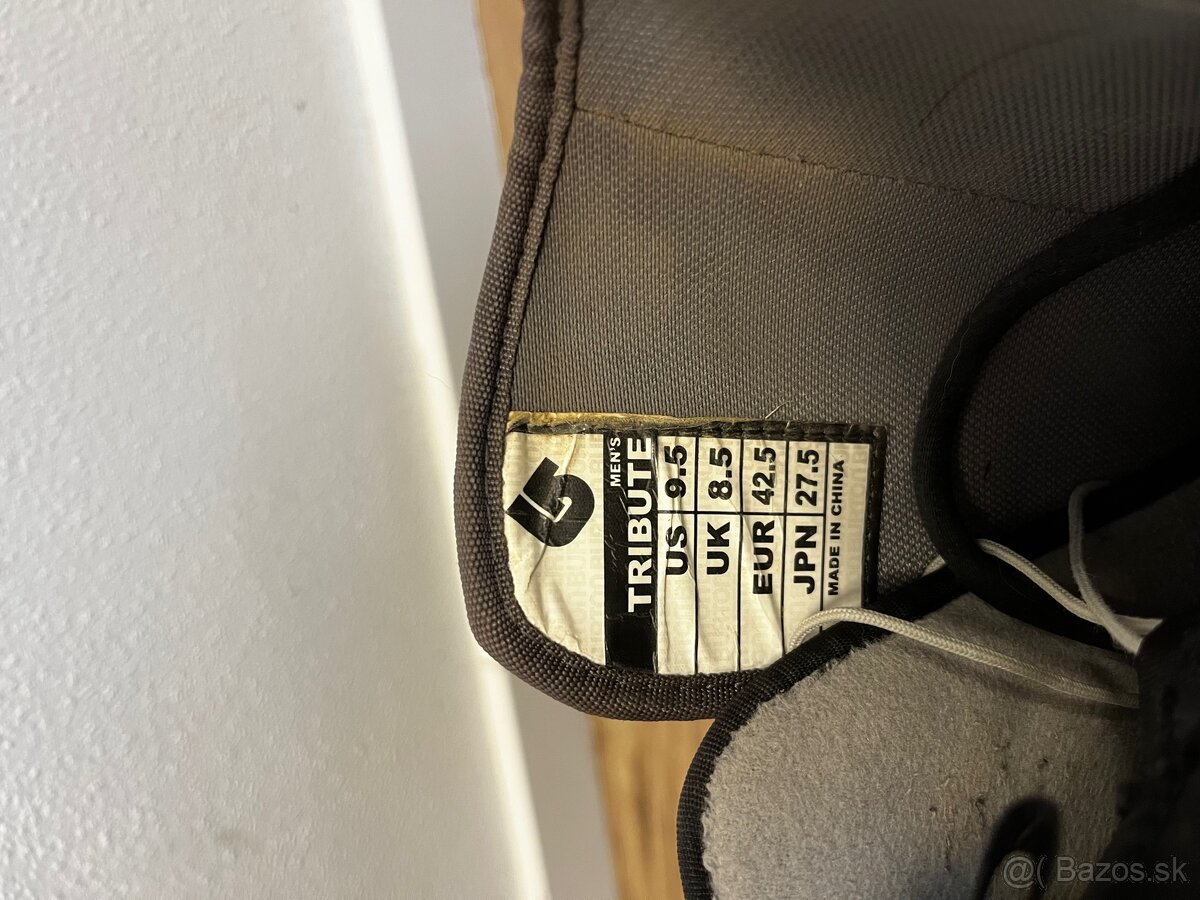 MEN'S
TRIBUTE
US 9.5
UK 8.5
EUR 42.5
JPN 27.5
MADE IN CHINA
@( Bazos.sk